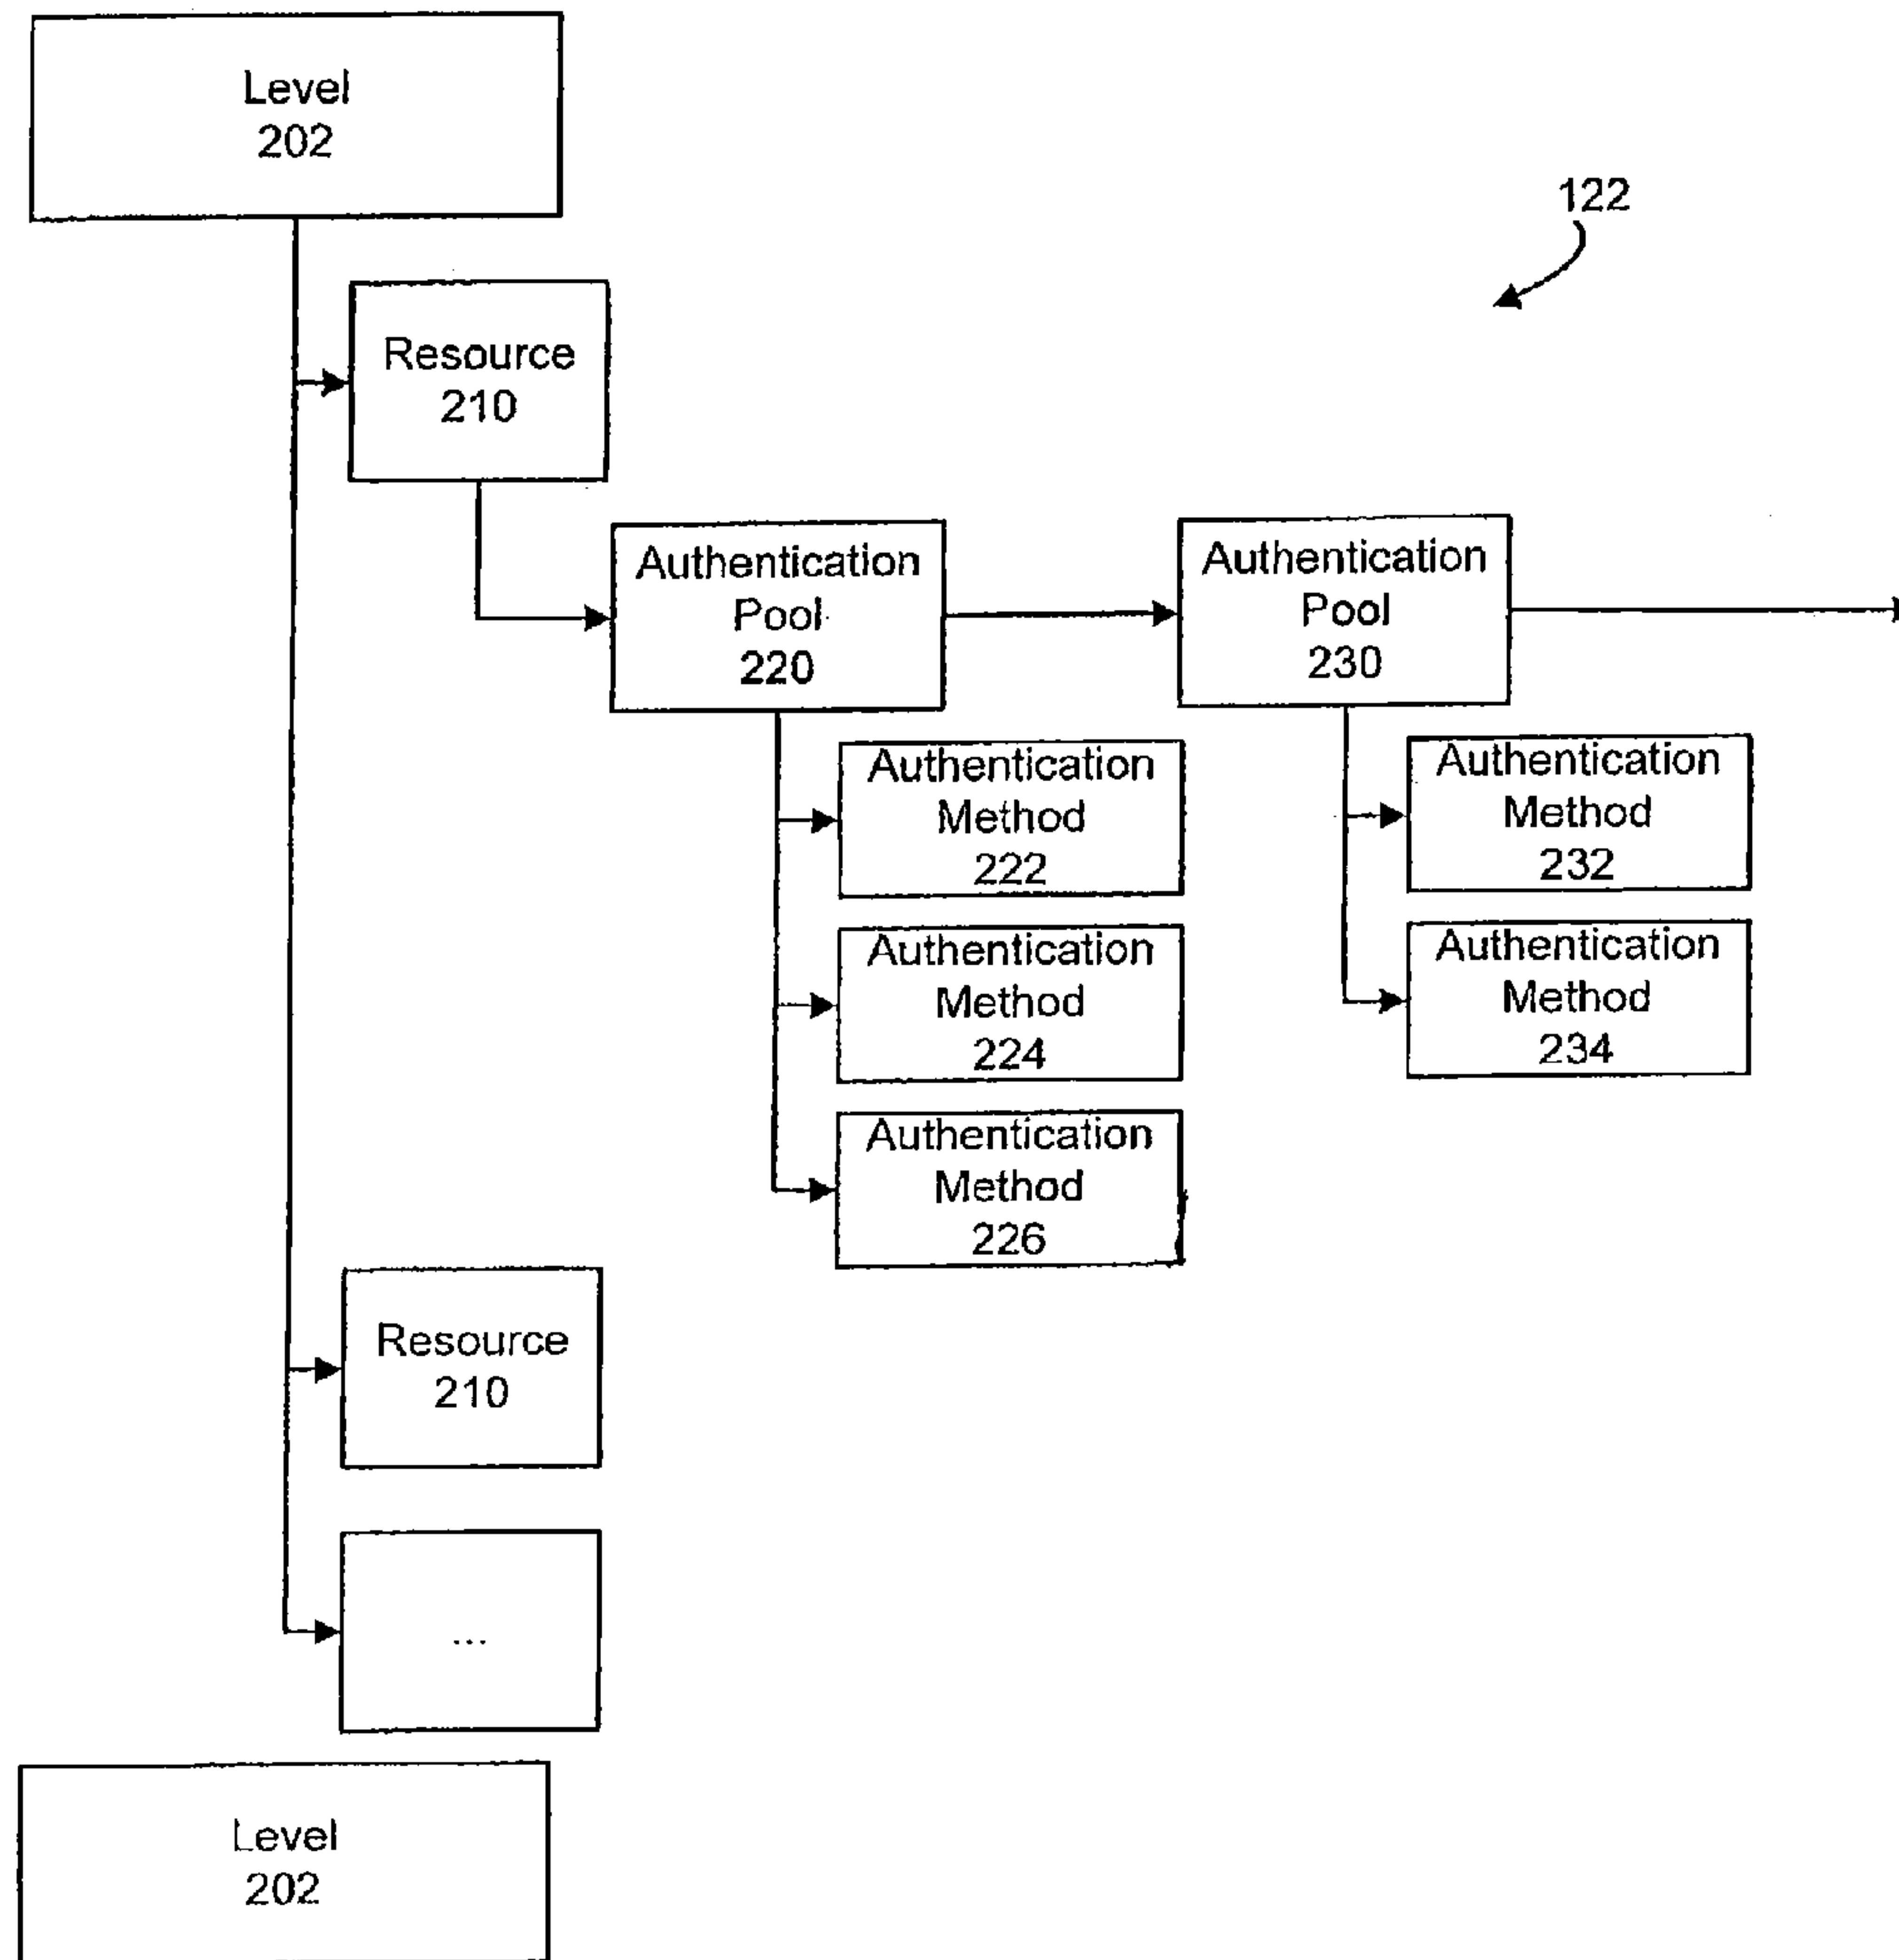 Level
202
122
Resource
210
Authentication
Pool
220
Authentication
Pool
230
Authentication
Method
222
Authentication
Method
232
Authentication
Method
224
Authentication
Method
234
Authentication
Method
226
Resource
210
...
Level
202